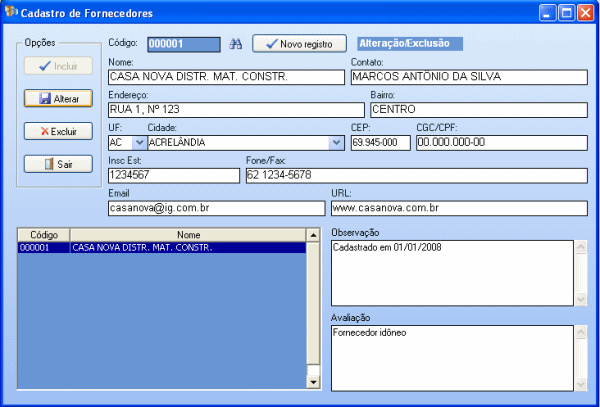 Cadastro de Fornecedores
Opções
Incluir
Alterar
Excluir
Sair
Código: 000001 Novo registro Alteração/Exclusão
Nome: Contato:
CASA NOVA DISTR. MAT. CONSTR. MARCOS ANTÔNIO DA SILVA
Endereço: Bairro:
RUA 1, Nº 123 CENTRO
UF: Cidade: CEP: CGC/CPF:
AC ACRELÂNDIA 69.945-000 00.000.000-00
Insc Est: Fone/Fax:
1234567 62 1234-5678
Email URL:
casanova@ig.com.br www.casanova.com.br
Código Nome
000001 CASA NOVA DISTR. MAT. CONSTR.
Observação
Cadastrado em 01/01/2008
Avaliação
Fornecedor idôneo